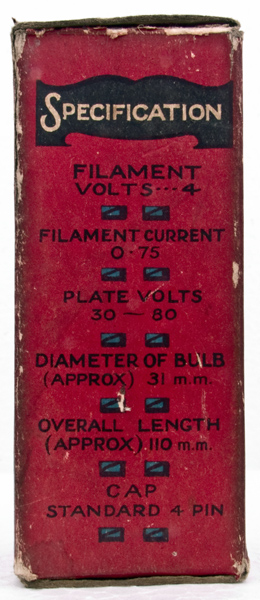 SPECIFICATION
FILAMENT
VOLTS---4
FILAMENT CURRENT
0-75
PLATE VOLTS
30 — 80
DIAMETER OF BULB
(APPROX) 31 m.m.
OVERALL LENGTH
(APPROX).110 m.m.
CAP
STANDARD 4 PIN